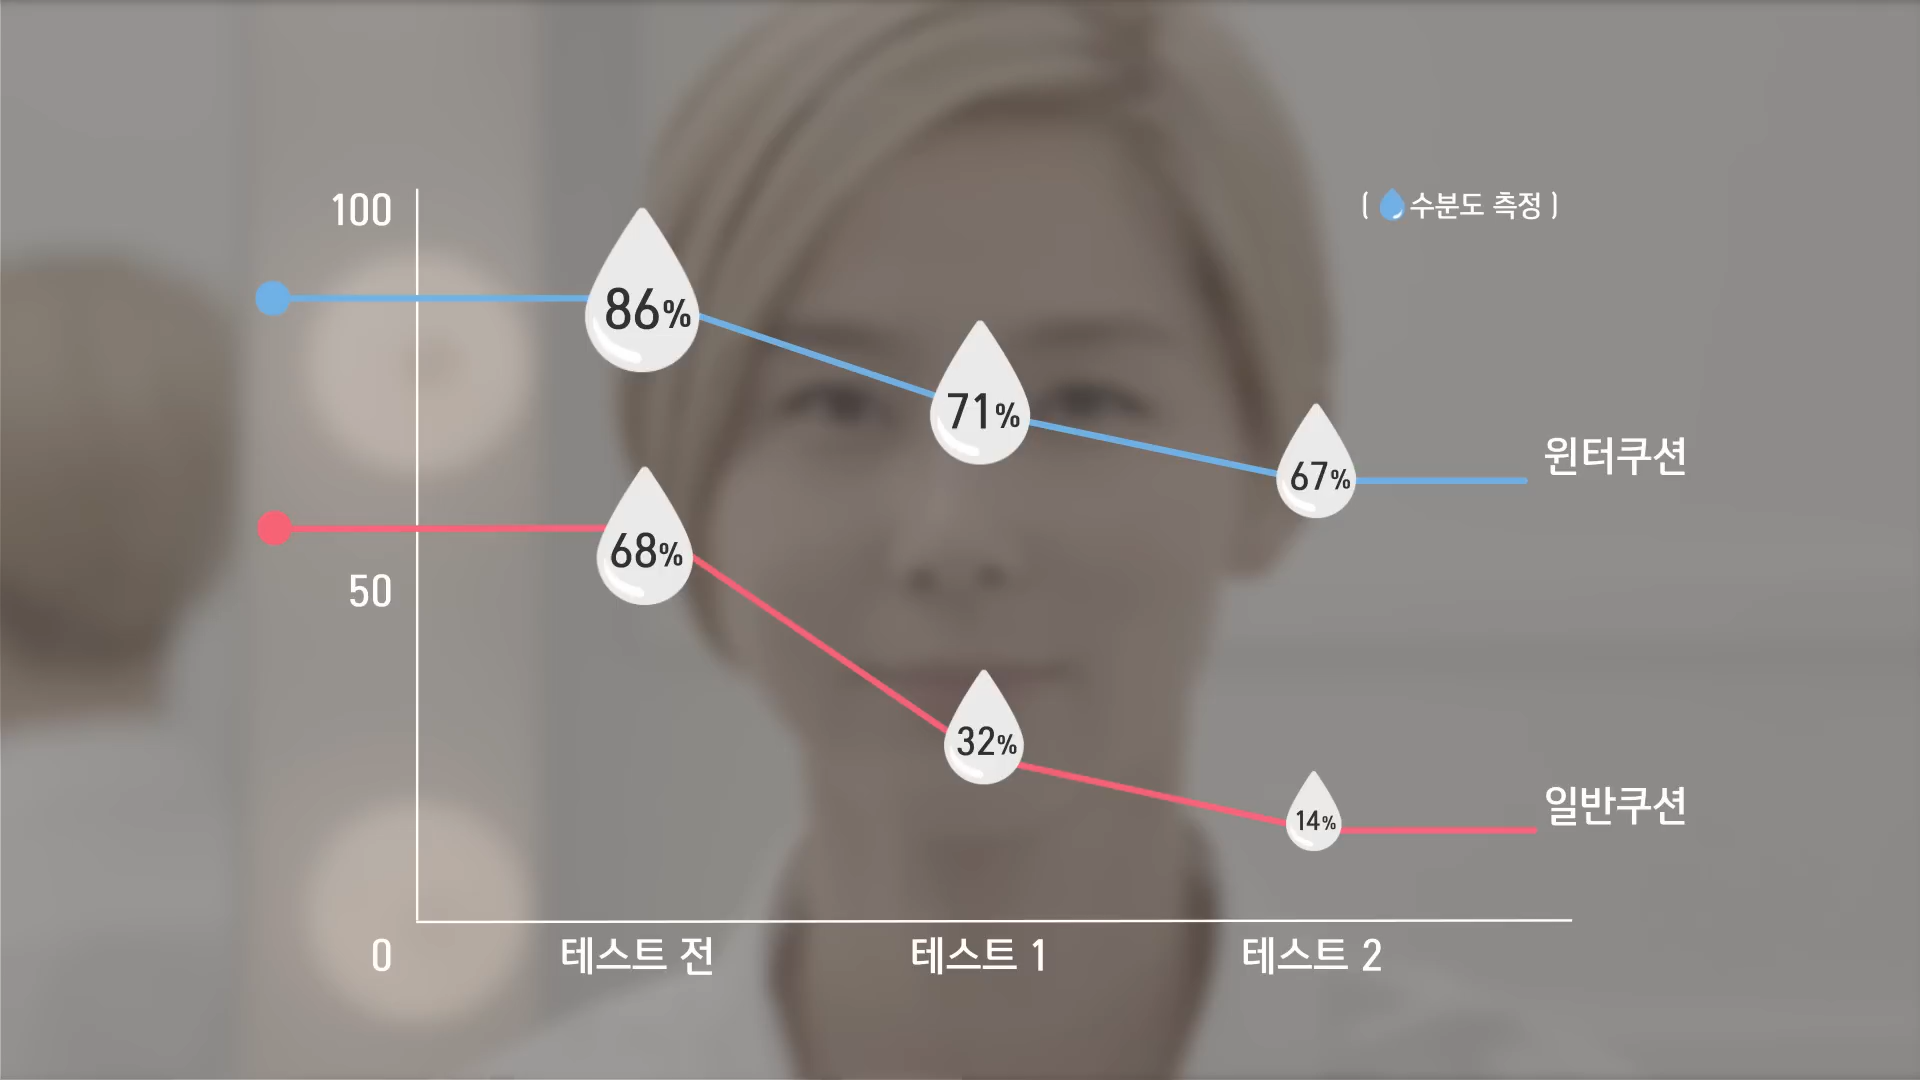 100
( 수분도 측정 )
86%
71%
67%
윈터쿠션
68%
50
32%
14%
일반쿠션
0
테스트 전
테스트 1
테스트 2